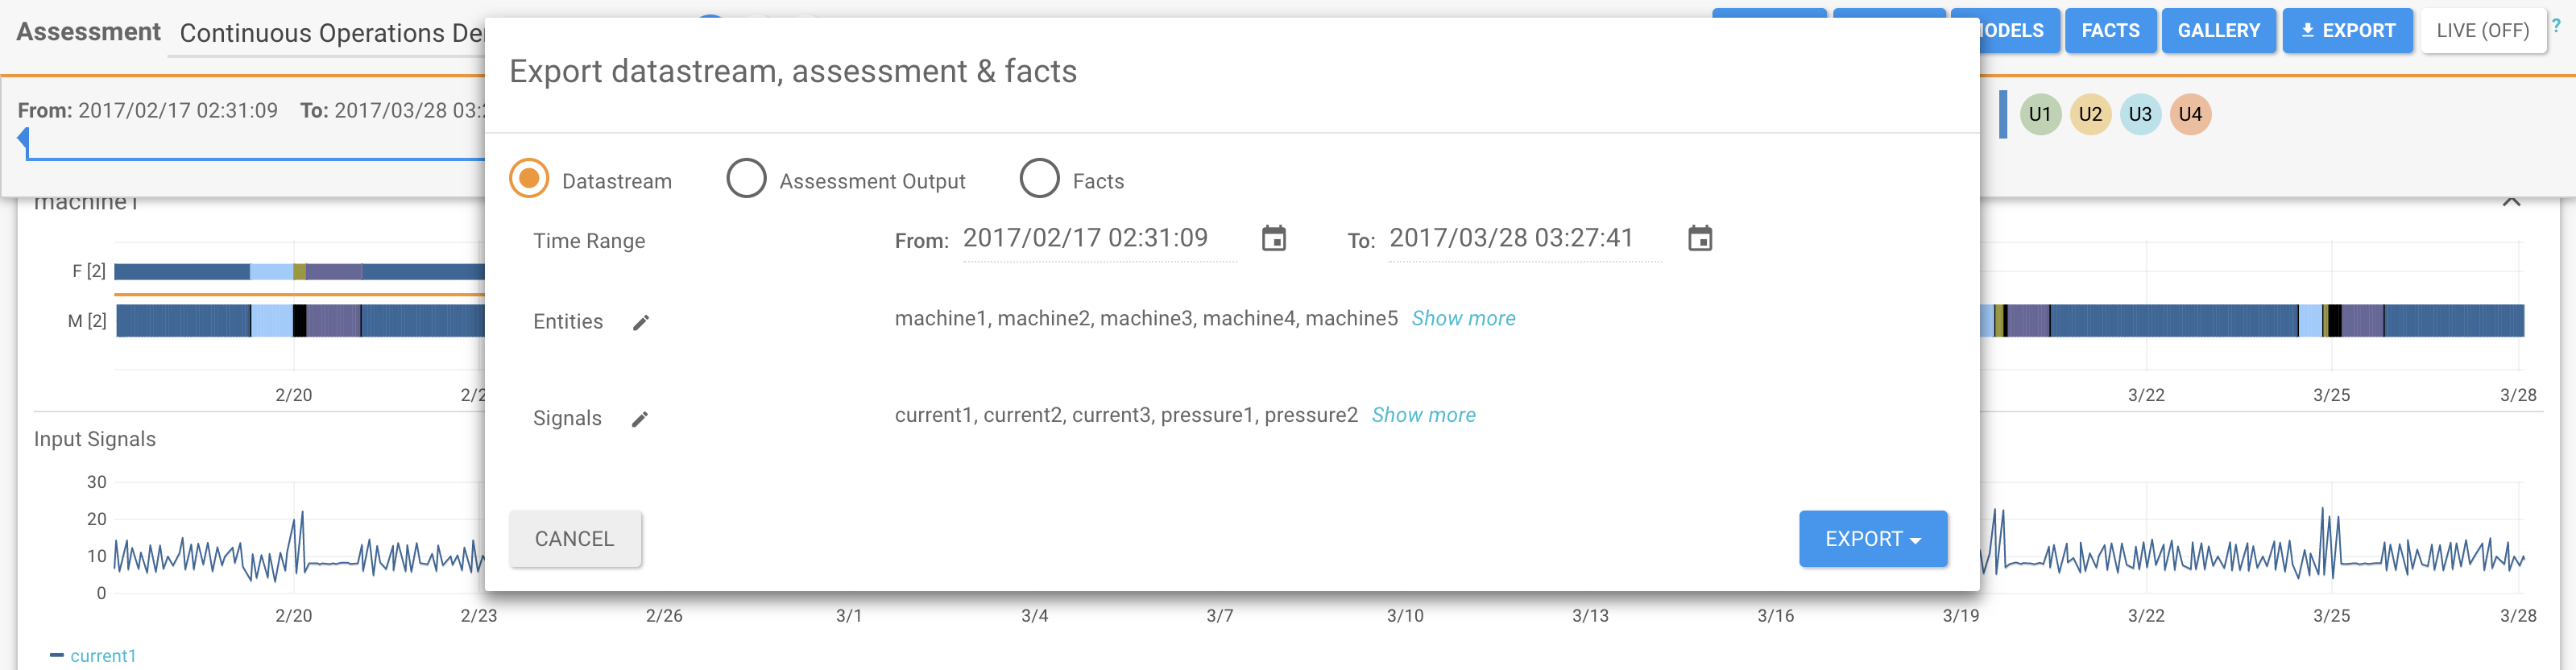 Assessment Continuous Operations De
MODELS FACTS GALLERY EXPORT LIVE (OFF) ?
From: 2017/02/17 02:31:09 To: 2017/03/28 03:2
U1 U2 U3 U4
Export datastream, assessment & facts
Datastream Assessment Output Facts
Time Range From: 2017/02/17 02:31:09 To: 2017/03/28 03:27:41
Entities machine1, machine2, machine3, machine4, machine5 Show more
Signals current1, current2, current3, pressure1, pressure2 Show more
CANCEL EXPORT
machine1
F [2]
M [2]
2/20 2/2 3/22 3/25 3/28
Input Signals
30
20
10
0
2/20 2/23 2/26 3/1 3/4 3/7 3/10 3/13 3/16 3/19 3/22 3/25 3/28
current1